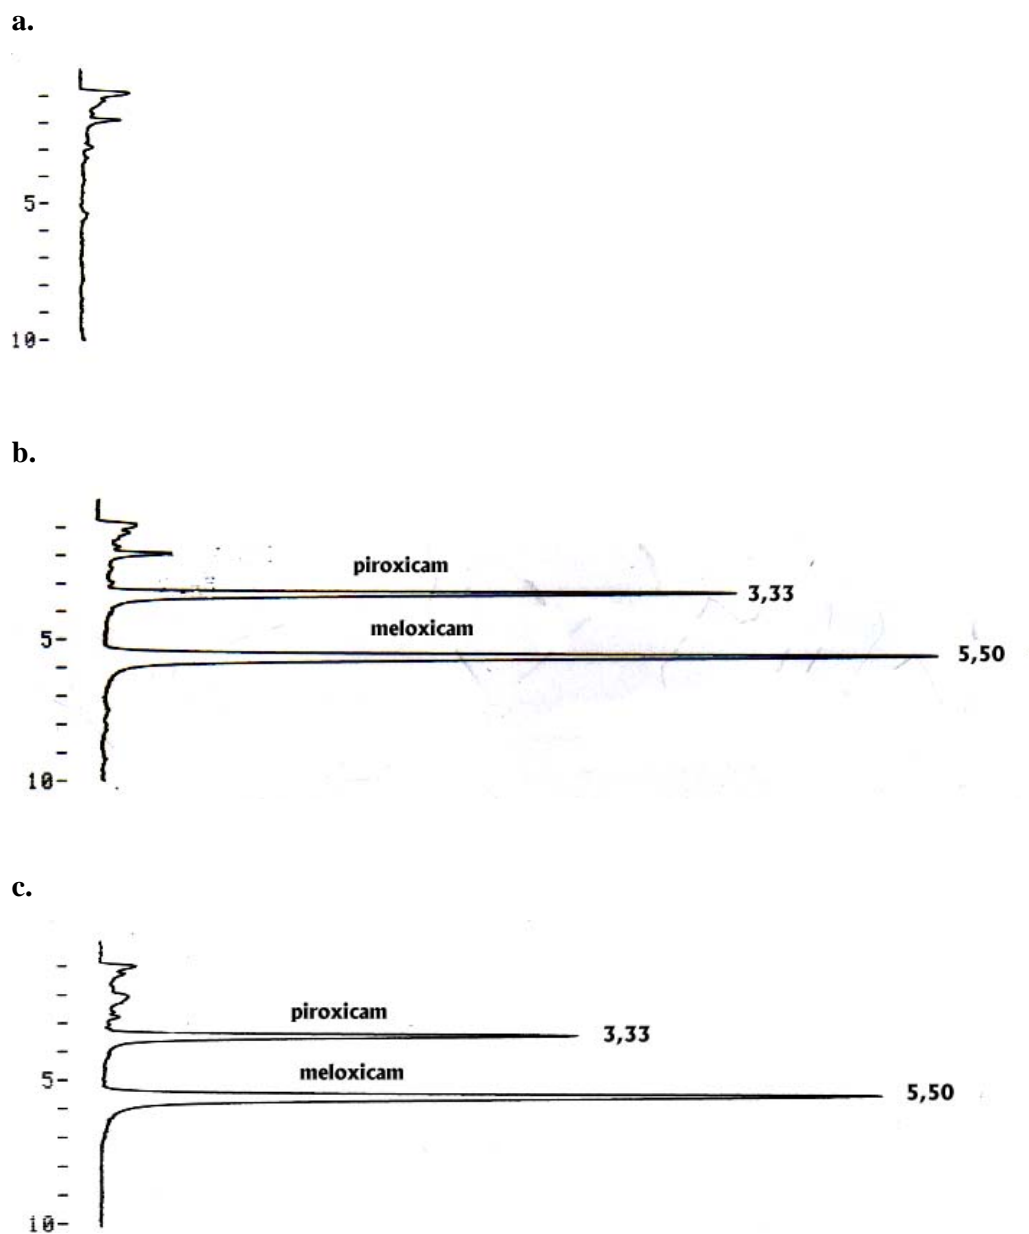 a.
5-
10-
b.
piroxicam
3,33
meloxicam
5-
5,50
10-
c.
piroxicam
3,33
meloxicam
5-
5,50
10-